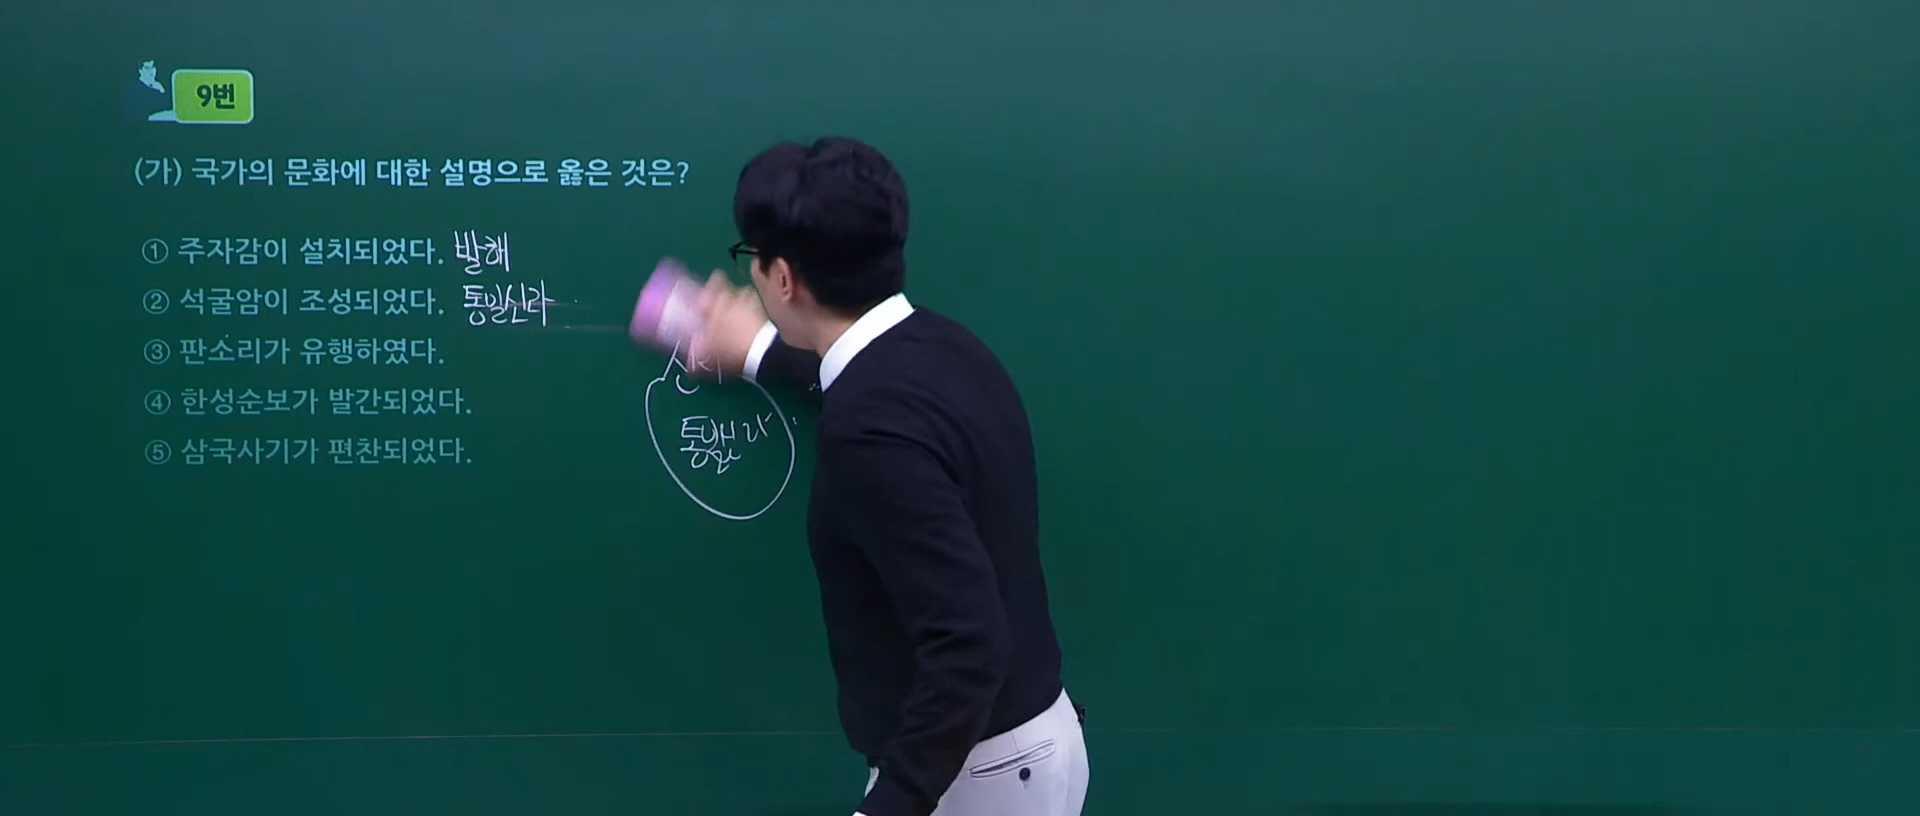 9번
(가) 국가의 문화에 대한 설명으로 옳은 것은?
① 주자감이 설치되었다. 발해
② 석굴암이 조성되었다. 통일신라
③ 판소리가 유행하였다.
④ 한성순보가 발간되었다.
⑤ 삼국사기가 편찬되었다.
통일신라